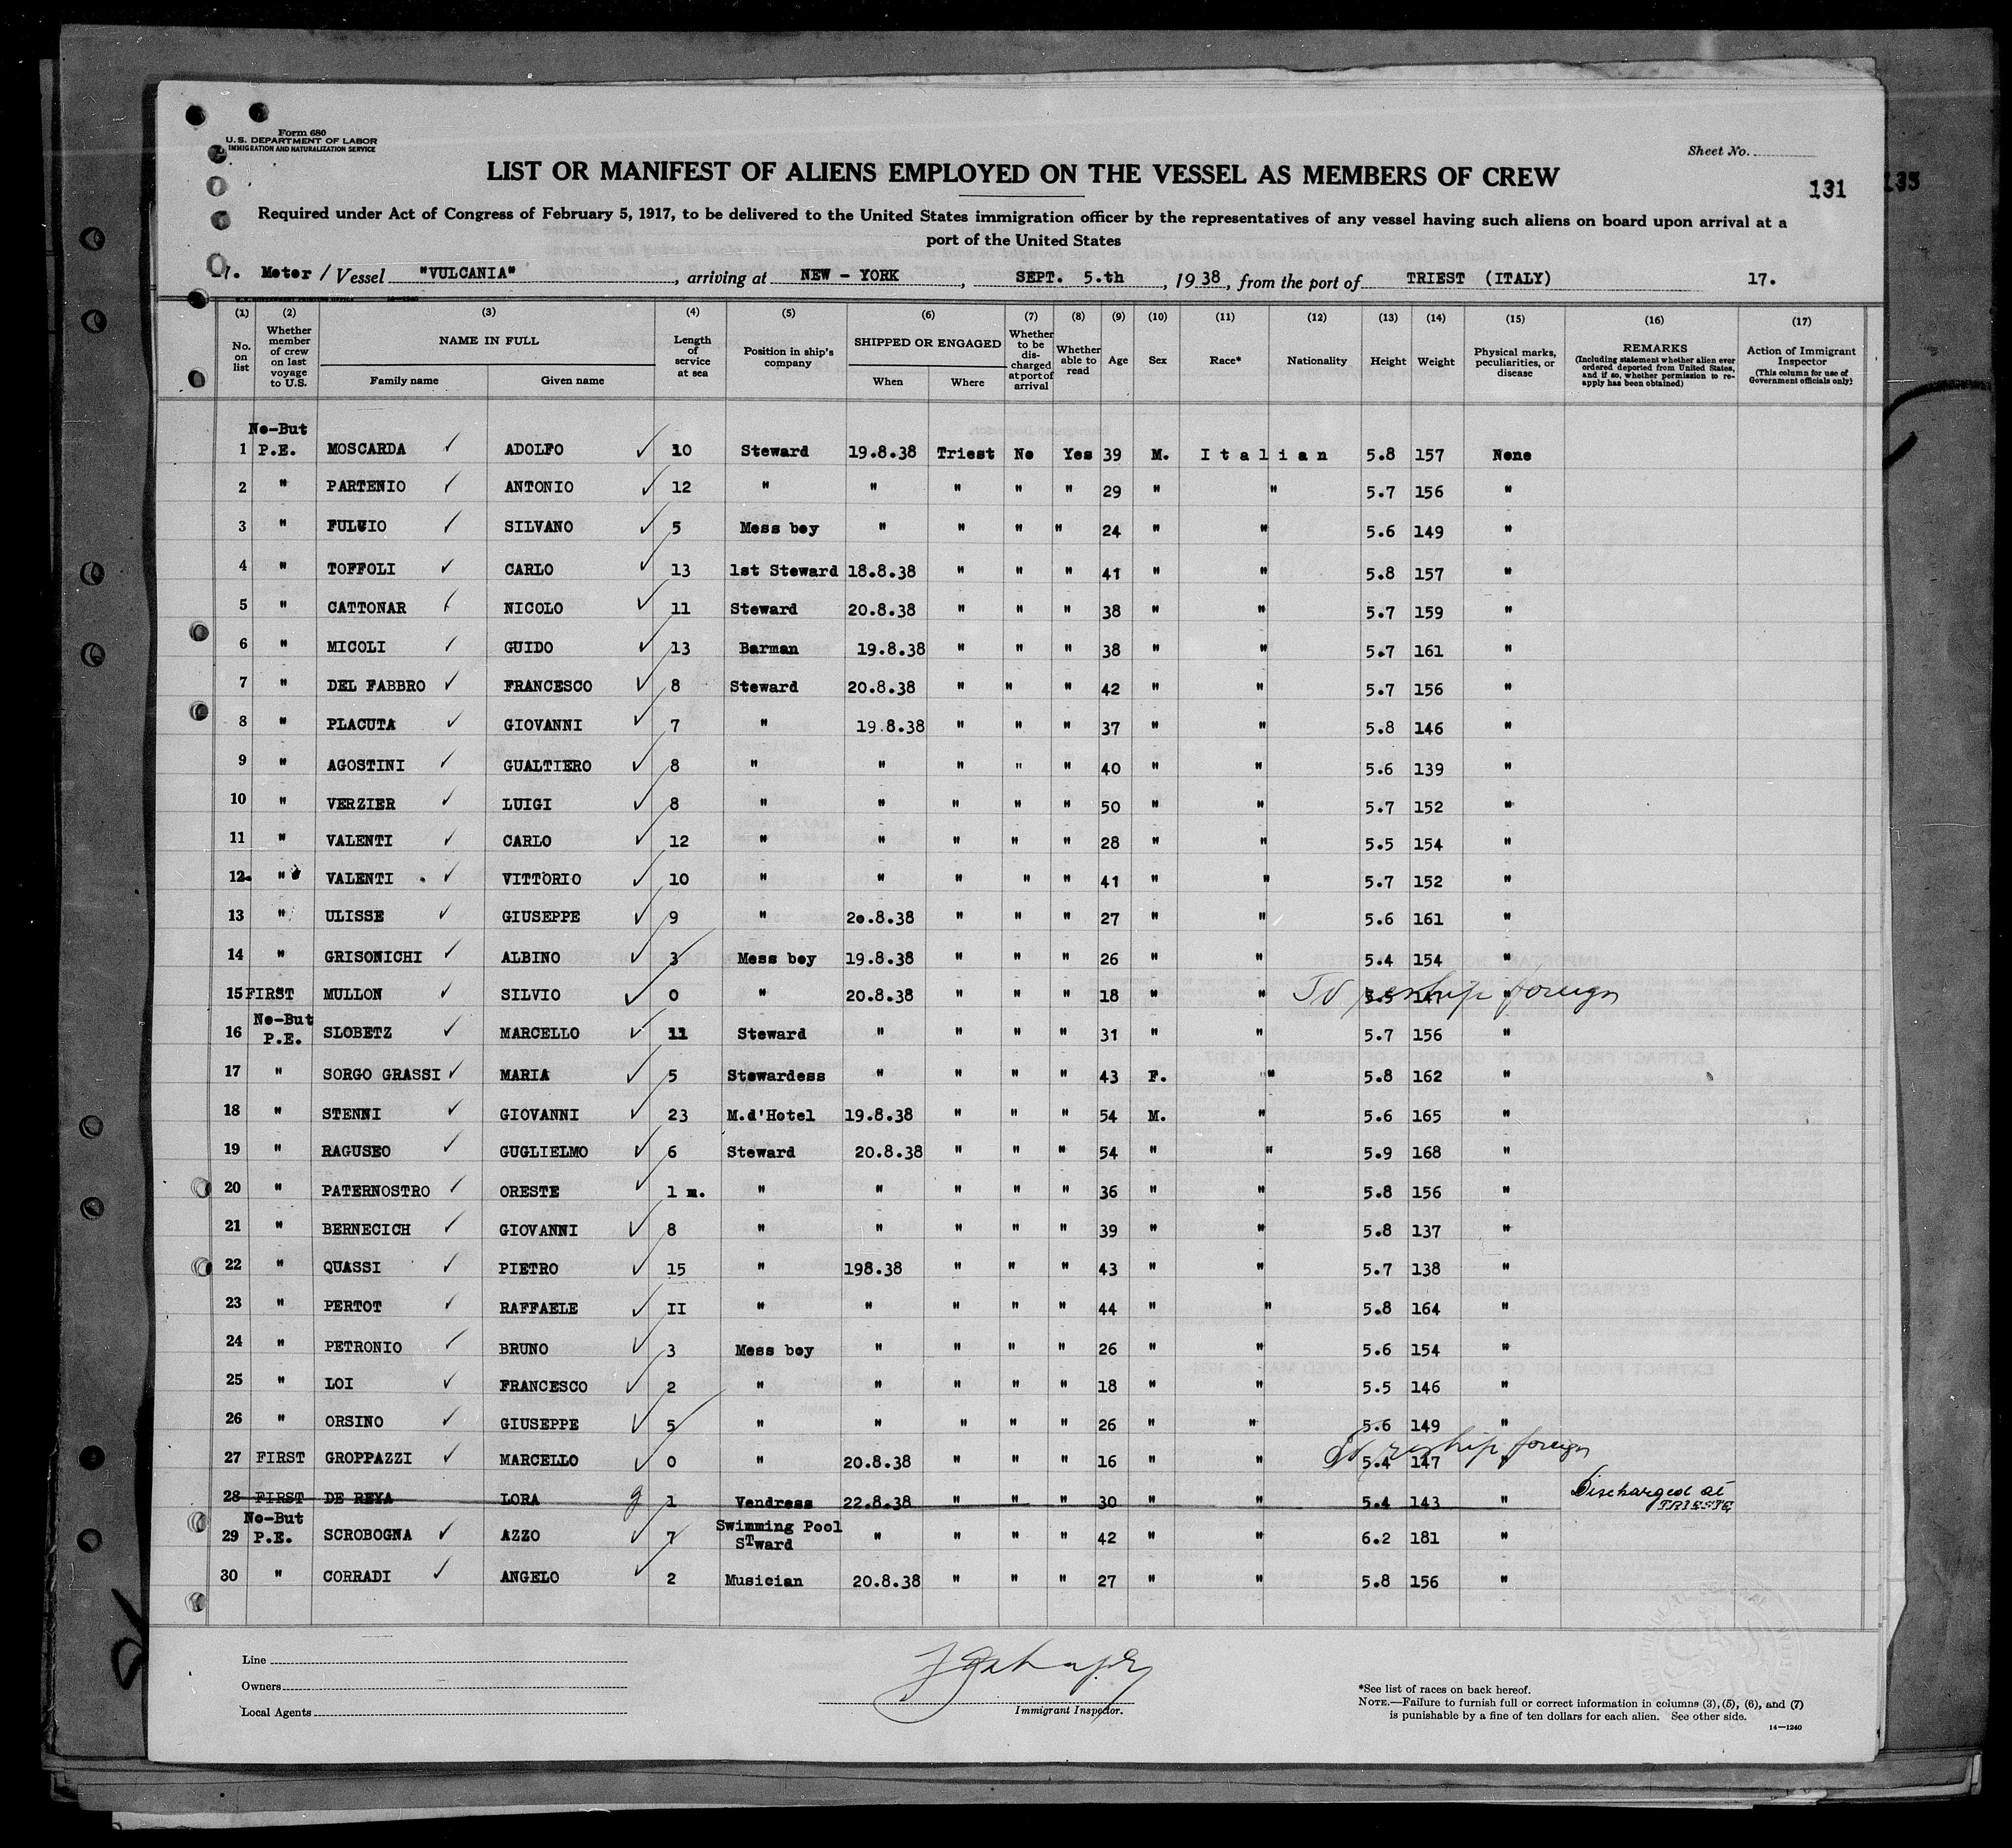 Form 680
U.S. DEPARTMENT OF LABOR
IMMIGRATION AND NATURALIZATION SERVICE
Sheet No.
LIST OR MANIFEST OF ALIENS EMPLOYED ON THE VESSEL AS MEMBERS OF CREW
131 135
Required under Act of Congress of February 5, 1917, to be delivered to the United States immigration officer by the representatives of any vessel having such aliens on board upon arrival at a
port of the United States
Moter / Vessel "VULCANIA", arriving at NEW - YORK, SEPT. 5.th, 1938, from the port of TRIEST (ITALY) 17.
(1) (2) (3) (4) (5) (6) (7) (8) (9) (10) (11) (12) (13) (14) (15) (16) (17)
No. on list
Whether member of crew on last voyage to U.S.
NAME IN FULL
Family name
Given name
Length of service at sea
Position in ship's company
SHIPPED OR ENGAGED
When
Where
Whether to be discharged at port of arrival
Whether able to read
Age
Sex
Race*
Nationality
Height
Weight
Physical marks, peculiarities, or disease
REMARKS
(Including statement whether alien ever ordered deported from United States, and if so, whether permission to reapply has been obtained)
Action of Immigrant Inspector
(This column for use of Government officials only)
1 No-But P.E. MOSCARDA ADOLFO 10 Steward 19.8.38 Triest No Yes 39 M. Italian 5.8 157 None
2 " PARTENIO ANTONIO 12 " " " " " 29 " " 5.7 156 "
3 " FULVIO SILVANO 5 Mess boy " " " " 24 " " 5.6 149 "
4 " TOFFOLI CARLO 13 1st Steward 18.8.38 " " " 41 " " 5.8 157 "
5 " CATTONAR NICOLO 11 Steward 20.8.38 " " " 38 " " 5.7 159 "
6 " MICOLI GUIDO 13 Barman 19.8.38 " " " 38 " " 5.7 161 "
7 " DEL FABBRO FRANCESCO 8 Steward 20.8.38 " " " 42 " " 5.7 156 "
8 " PLACUTA GIOVANNI 7 " 19.8.38 " " " 37 " " 5.8 146 "
9 " AGOSTINI GUALTIERO 8 " " " " " 40 " " 5.6 139 "
10 " VERZIER LUIGI 8 " " " " " 50 " " 5.7 152 "
11 " VALENTI CARLO 12 " " " " " 28 " " 5.5 154 "
12 " VALENTI VITTORIO 10 " " " " " 41 " " 5.7 152 "
13 " ULISSE GIUSEPPE 9 " 20.8.38 " " " 27 " " 5.6 161 "
14 " GRISONICHI ALBINO 3 Mess boy 19.8.38 " " " 26 " " 5.4 154 "
15 FIRST MULLON SILVIO 0 " 20.8.38 " " " 18 " " To reship foreign 5.5 "
16 No-But P.E. SLOBETZ MARCELLO 11 Steward " " " " 31 " " 5.7 156 "
17 " SORGO GRASSI MARIA 5 Stewardess " " " " 43 F. " 5.8 162 "
18 " STENNI GIOVANNI 23 M.d'Hotel 19.8.38 " " " 54 M. " 5.6 165 "
19 " RAGUSEO GUGLIELMO 6 Steward 20.8.38 " " " 54 " " 5.9 168 "
20 " PATERNOSTRO ORESTE 1 m. " " " " " 36 " " 5.8 156 "
21 " BERNECICH GIOVANNI 8 " " " " " 39 " " 5.8 137 "
22 " QUASSI PIETRO 15 " 198.38 " " " 43 " " 5.7 138 "
23 " PERTOT RAFFAELE II " " " " " 44 " " 5.8 164 "
24 " PETRONIO BRUNO 3 Mess boy " " " " 26 " " 5.6 154 "
25 " LOI FRANCESCO 2 " " " " " 18 " " 5.5 146 "
26 " ORSINO GIUSEPPE 5 " " " " " 26 " " 5.6 149 "
27 FIRST GROPPAZZI MARCELLO 0 " 20.8.38 " " " 16 " " To reship foreign 5.4 147 "
28 FIRST DE REYA LORA 1 Vendress 22.8.38 " " " 30 " " 5.4 143 " Discharged at TRIESTE
29 No-But P.E. SCROBOGNA AZZO 7 Swimming Pool STward " " " " 42 " " 6.2 181 "
30 " CORRADI ANGELO 2 Musician 20.8.38 " " " 27 " " 5.8 156 "
Line
Owners
Local Agents
Immigrant Inspector.
*See list of races on back hereof.
NOTE.—Failure to furnish full or correct information in columns (3), (5), (6), and (7)
is punishable by a fine of ten dollars for each alien. See other side.
14—1240